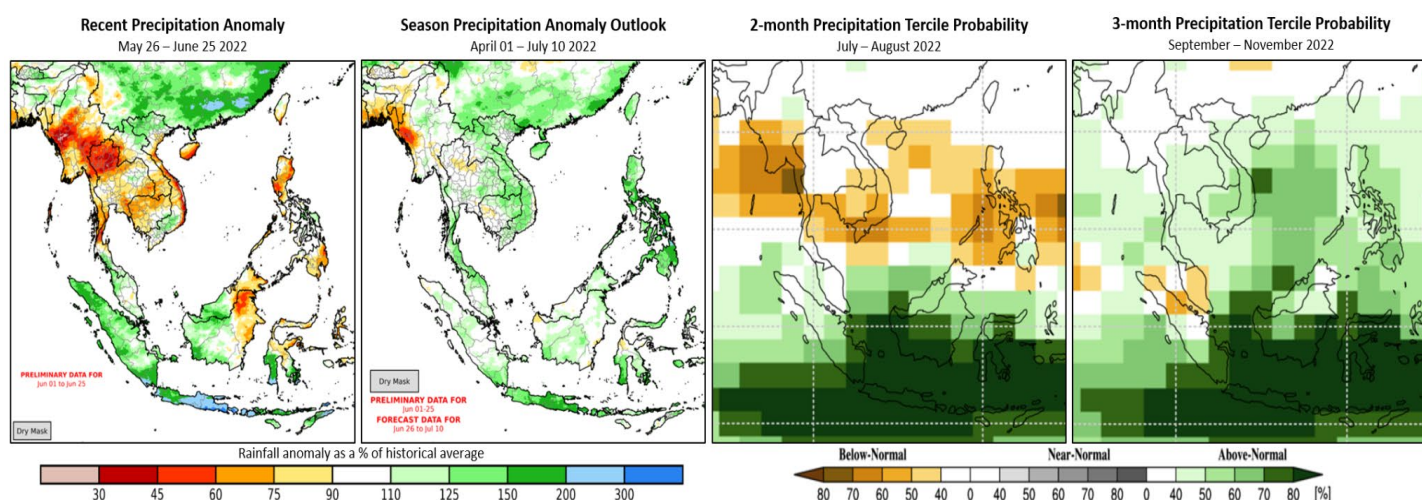 Recent Precipitation Anomaly
May 26 – June 25 2022
Season Precipitation Anomaly Outlook
April 01 – July 10 2022
2-month Precipitation Tercile Probability
July – August 2022
3-month Precipitation Tercile Probability
September – November 2022
PRELIMINARY DATA FOR
Jun 01 to Jun 25
Dry Mask
Dry Mask
PRELIMINARY DATA FOR
Jun 01-25
FORECAST DATA FOR
Jun 26 to Jul 10
Rainfall anomaly as a % of historical average
30 45 60 75 90 110 125 150 200 300
Below-Normal Near-Normal Above-Normal
80 70 60 50 40 0 40 50 60 70 80 0 40 50 60 70 80 [%]